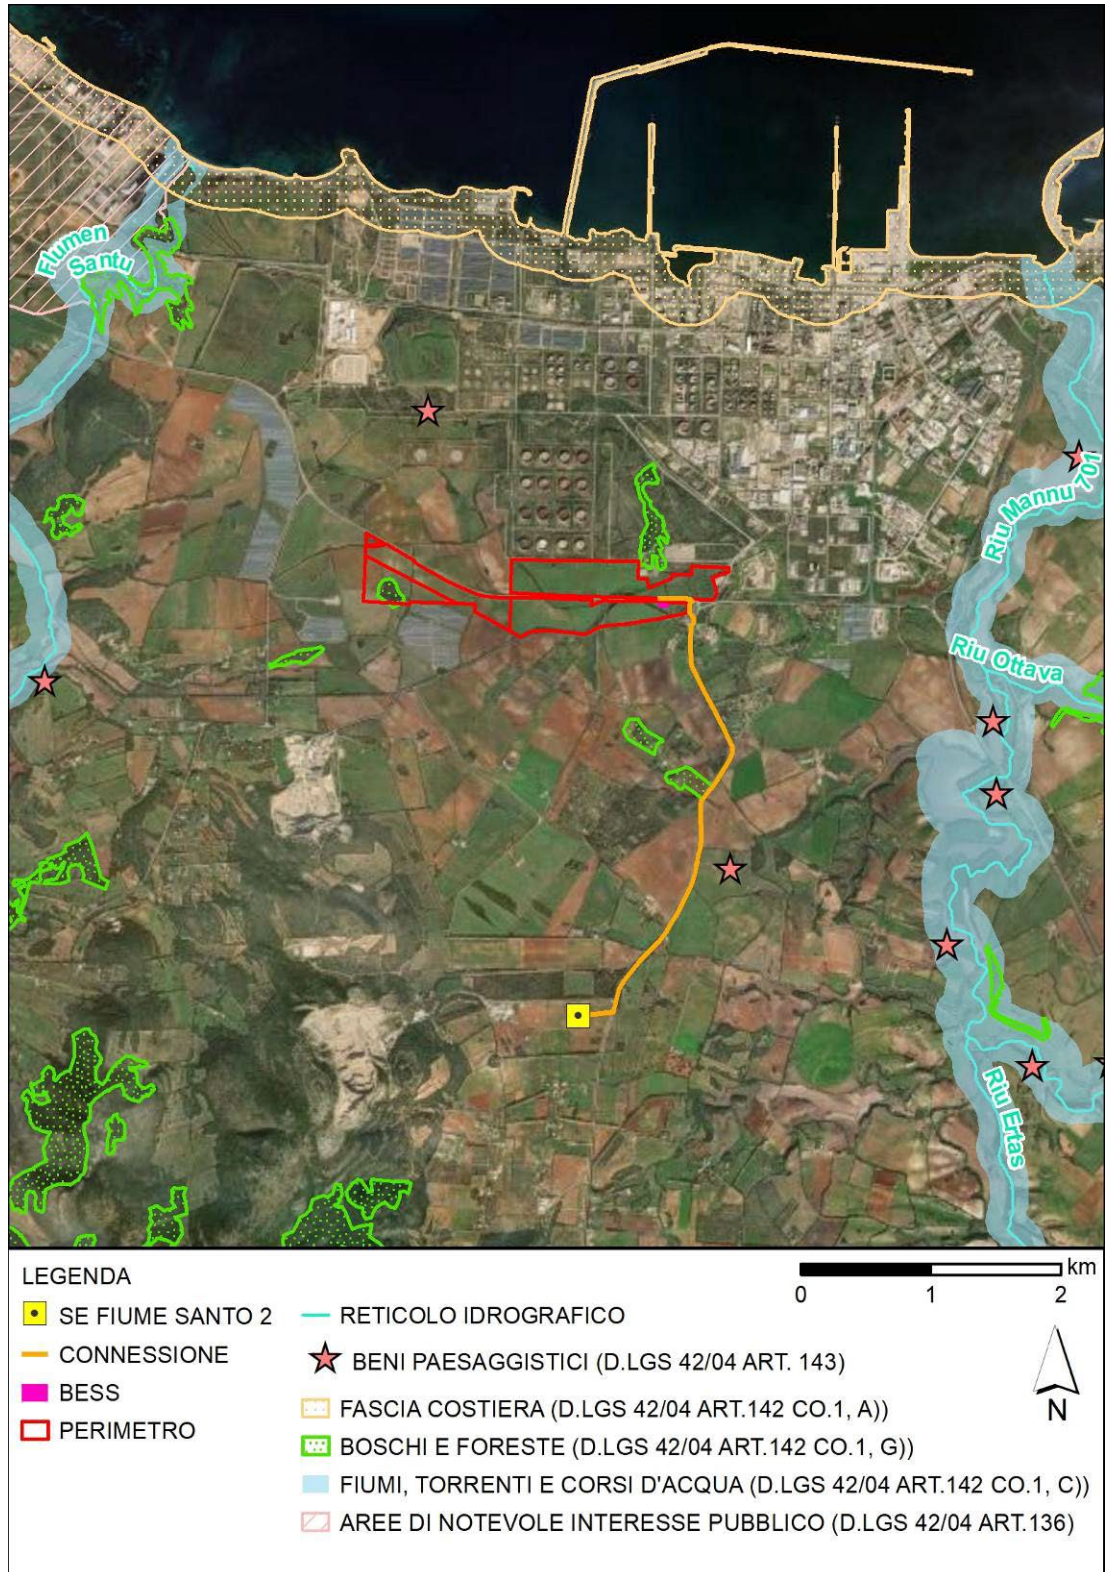 Flumen
Santu
Riu Mannu 701
Riu Ottava
Riu Ertas
LEGENDA
SE FIUME SANTO 2
CONNESSIONE
BESS
PERIMETRO
RETICOLO IDROGRAFICO
BENI PAESAGGISTICI (D.LGS 42/04 ART. 143)
FASCIA COSTIERA (D.LGS 42/04 ART.142 CO.1, A))
BOSCHI E FORESTE (D.LGS 42/04 ART.142 CO.1, G))
FIUMI, TORRENTI E CORSI D'ACQUA (D.LGS 42/04 ART.142 CO.1, C))
AREE DI NOTEVOLE INTERESSE PUBBLICO (D.LGS 42/04 ART.136)
km
0 1 2
N